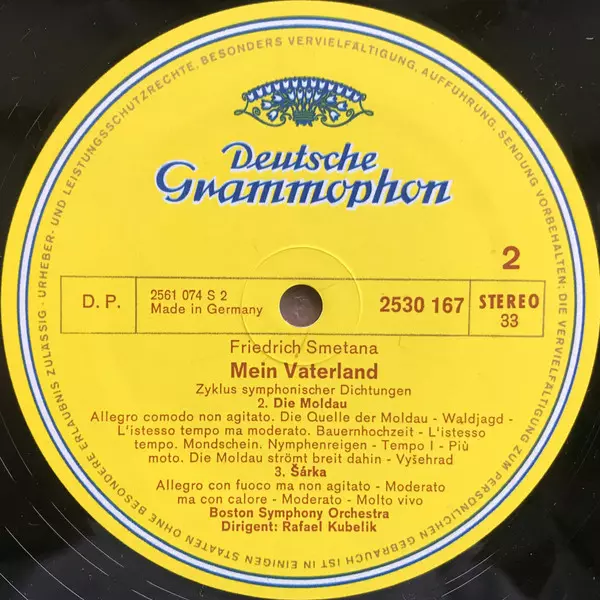 Deutsche
Grammophon
2
D. P.
2561 074 S 2
Made in Germany
2530 167
STEREO
33
Friedrich Smetana
Mein Vaterland
Zyklus symphonischer Dichtungen
2. Die Moldau
Allegro comodo non agitato. Die Quelle der Moldau - Waldjagd -
L'istesso tempo ma moderato. Bauernhochzeit - L'istesso
tempo. Mondschein. Nymphenreigen - Tempo I - Più
moto. Die Moldau strömt breit dahin - Vyšehrad
3. Šárka
Allegro con fuoco ma non agitato - Moderato
ma con calore - Moderato - Molto vivo
Boston Symphony Orchestra
Dirigent: Rafael Kubelik
URHEBER- UND LEISTUNGSSCHUTZRECHTE, BESONDERS VERVIELFÄLTIGUNG, AUFFÜHRUNG, SENDUNG VORBEHALTEN; DIE VERVIELFÄLTIGUNG ZUM PERSÖNLICHEN GEBRAUCH IST IN EINIGEN STAATEN OHNE BESONDERE ERLAUBNIS ZULÄSSIG -